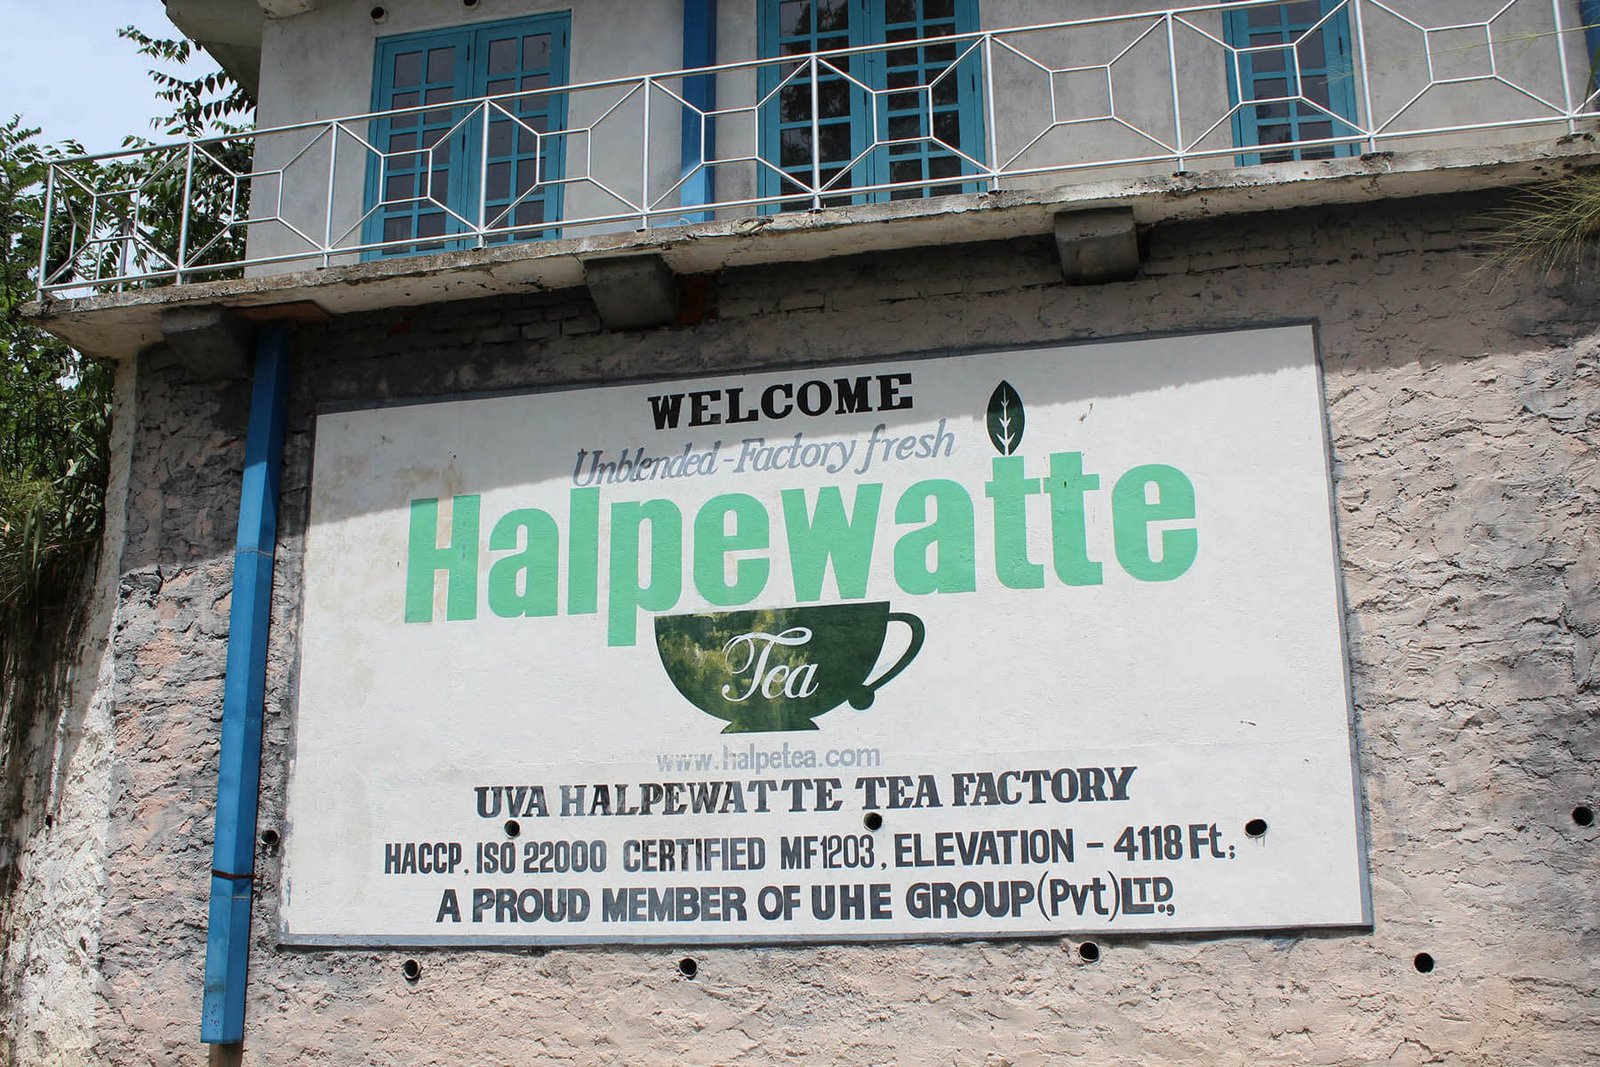 WELCOME
Unblended-Factory fresh
Halpewatte
Tea
www.halpetea.com
UVA HALPEWATTE TEA FACTORY
HACCP, ISO 22000 CERTIFIED MF1203, ELEVATION - 4118 Ft;
A PROUD MEMBER OF UHE GROUP (Pvt) LTD.,